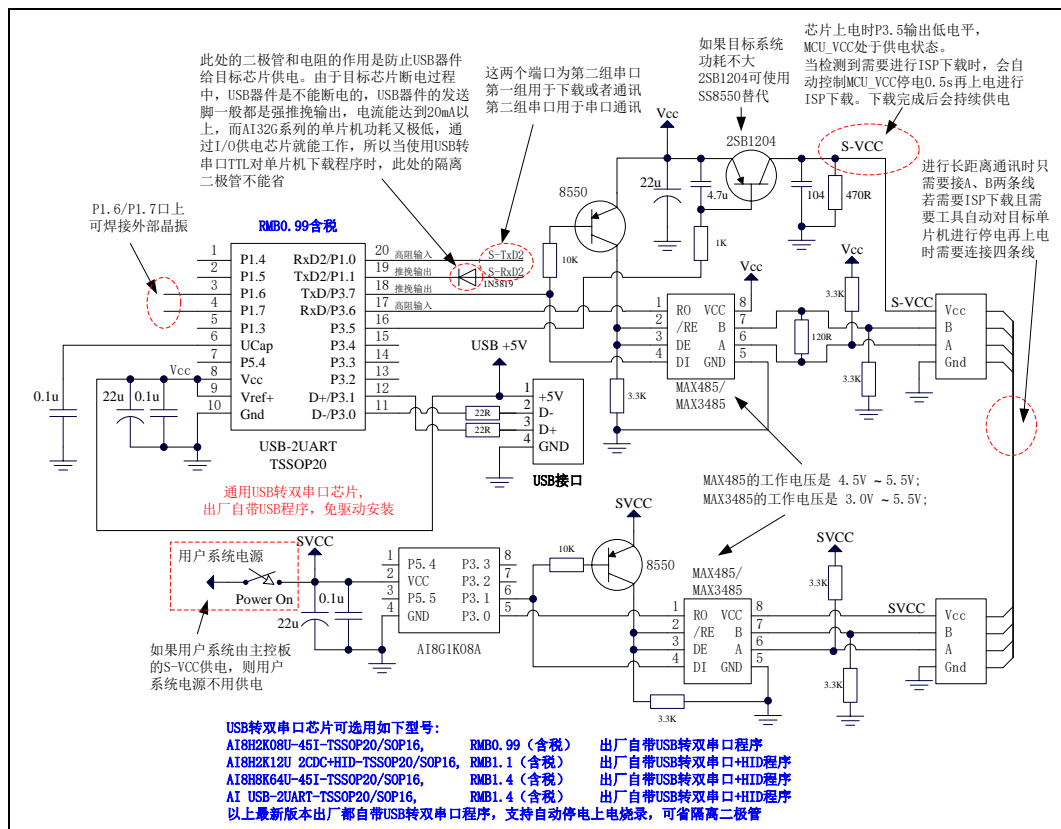 芯片上电时P3.5输出低电平,
MCU_VCC处于供电状态。
当检测到需要进行ISP下载时, 会自
动控制MCU_VCC停电0.5s再上电进行
ISP下载。下载完成后会持续供电
如果目标系统
功耗不大
2SB1204可使用
SS8550替代
此处的二极管和电阻的作用是防止USB器件
给目标芯片供电。由于目标芯片断电过程
中, USB器件是不能断电的, USB器件的发送
脚一般都是强推挽输出, 电流能达到20mA以
上, 而AI32G系列的单片机功耗又极低, 通
过I/O供电芯片就能工作, 所以当使用USB转
串口TTL对单片机下载程序时, 此处的隔离
二极管不能省
这两个端口为第二组串口
第一组用于下载或者通讯
第二组串口用于串口通讯
进行长距离通讯时只
需要接A、B两条线
若需要ISP下载且需
要工具自动对目标单
片机进行停电再上电
时需要连接四条线
P1.6/P1.7口上
可焊接外部晶振
RMB0.99含税
Vcc
2SB1204
S-VCC
8550
22u
4.7u
104
470R
1K
10K
1 P1.4
2 P1.5
3 P1.6
4 P1.7
5 P1.3
6 UCap
7 P5.4
8 Vcc
9 Vref+
10 Gnd
RxD2/P1.0 20 高阻输入 S-TxD2
TxD2/P1.1 19 推挽输出 S-RxD2
1N5819
TxD/P3.7 18 推挽输出
RxD/P3.6 17 高阻输入
P3.5 16
P3.4 15
P3.3 14
P3.2 13
D+/P3.1 12
D-/P3.0 11
USB-2UART
TSSOP20
Vcc
0.1u
22u
0.1u
通用USB转双串口芯片,
出厂自带USB程序, 免驱动安装
USB +5V
22R
22R
1 +5V
2 D-
3 D+
4 GND
USB接口
3.3K
1 RO VCC 8
2 /RE B 7
3 DE A 6
4 DI GND 5
MAX485/
MAX3485
Vcc
120R
3.3K
3.3K
S-VCC
Vcc
B
A
Gnd
MAX485的工作电压是 4.5V ~ 5.5V;
MAX3485的工作电压是 3.0V ~ 5.5V;
用户系统电源
Power On
SVCC
22u
0.1u
如果用户系统由主控板
的S-VCC供电, 则用户
系统电源不用供电
1 P5.4 P3.3 8
2 VCC P3.2 7
3 P5.5 P3.1 6
4 GND P3.0 5
AI8G1K08A
10K
SVCC
8550
3.3K
MAX485/
MAX3485
1 RO VCC 8
2 /RE B 7
3 DE A 6
4 DI GND 5
SVCC
3.3K
3.3K
SVCC
Vcc
B
A
Gnd
USB转双串口芯片可选用如下型号:
AI8H2K08U-45I-TSSOP20/SOP16, RMB0.99（含税） 出厂自带USB转双串口程序
AI8H2K12U 2CDC+HID-TSSOP20/SOP16, RMB1.1（含税） 出厂自带USB转双串口+HID程序
AI8H8K64U-45I-TSSOP20/SOP16, RMB1.4（含税） 出厂自带USB转双串口+HID程序
AI USB-2UART-TSSOP20/SOP16, RMB1.4（含税） 出厂自带USB转双串口+HID程序
以上最新版本出厂都自带USB转双串口程序, 支持自动停电上电烧录, 可省隔离二极管